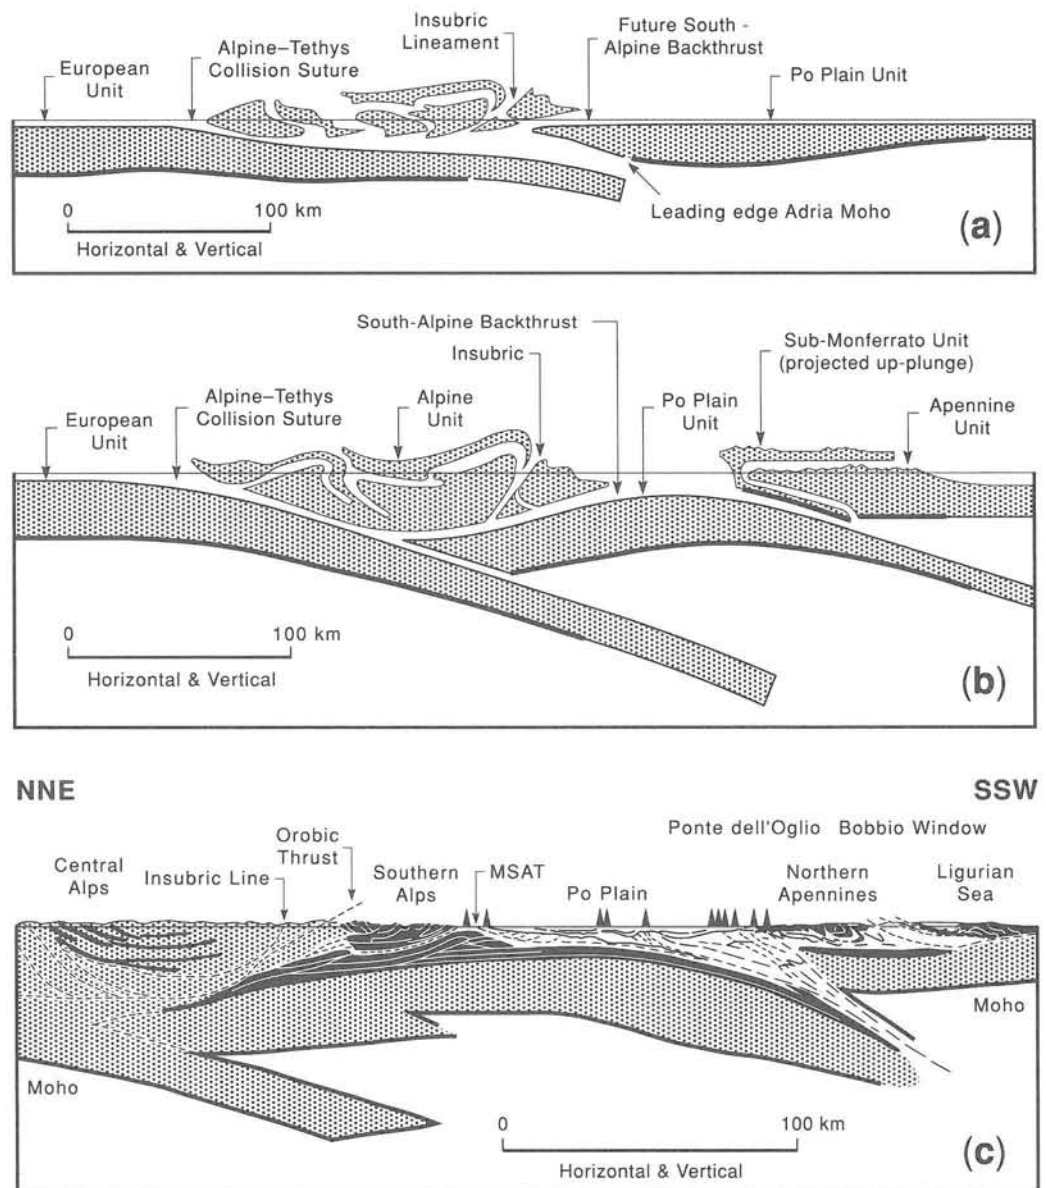 European
Unit
Alpine–Tethys
Collision Suture
Insubric
Lineament
Future South -
Alpine Backthrust
Po Plain Unit
Leading edge Adria Moho
0
100 km
Horizontal & Vertical
(a)
South-Alpine Backthrust
Insubric
Sub-Monferrato Unit
(projected up-plunge)
European
Unit
Alpine–Tethys
Collision Suture
Alpine
Unit
Po Plain
Unit
Apennine
Unit
0
100 km
Horizontal & Vertical
(b)
NNE
SSW
Ponte dell'Oglio Bobbio Window
Central
Alps
Insubric Line
Orobic
Thrust
Southern
Alps
MSAT
Po Plain
Northern
Apennines
Ligurian
Sea
Moho
Moho
0
100 km
Horizontal & Vertical
(c)